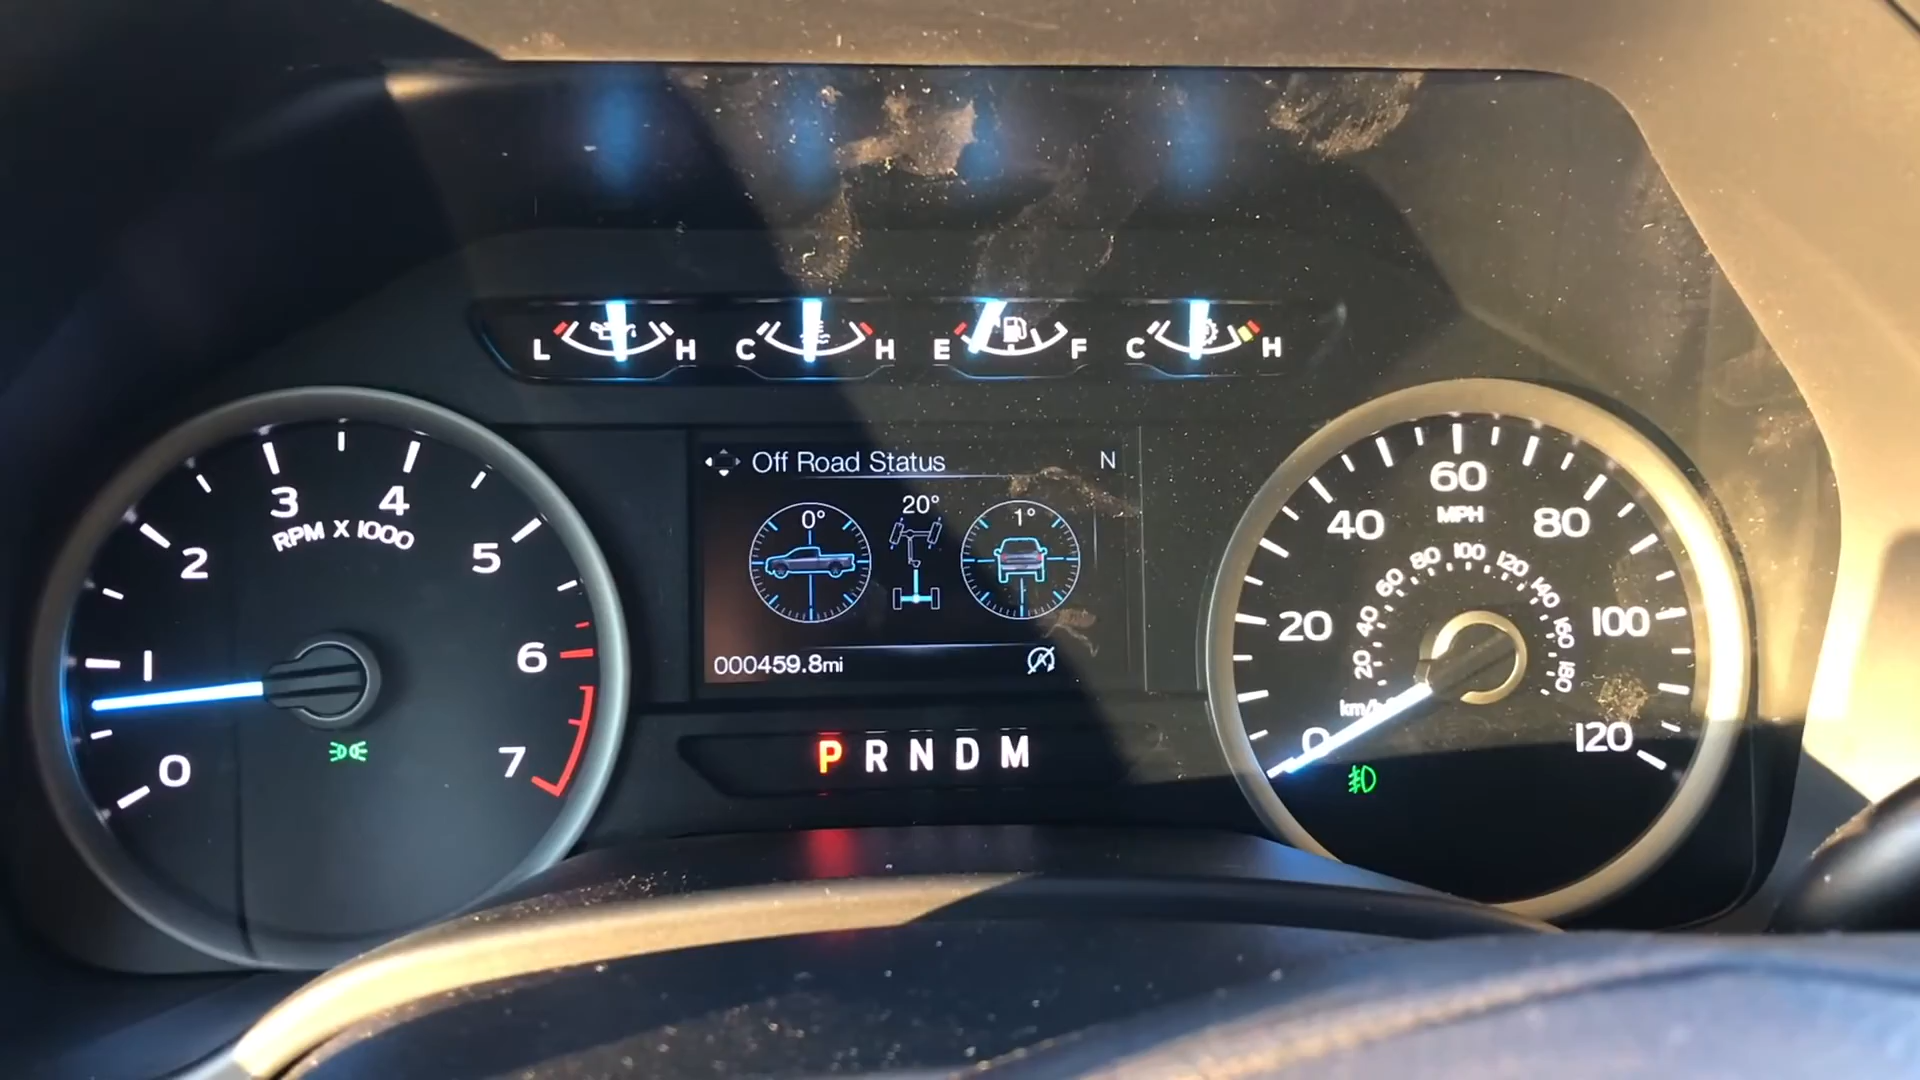 L H C H E F C H
Off Road Status N
0° 20° 1°
000459.8mi
P R N D M
0 1 2 3 4 5 6 7
RPM X 1000
0 20 40 60 80 100 120
MPH
20 40 60 80 100 120 140 160 180
km/h